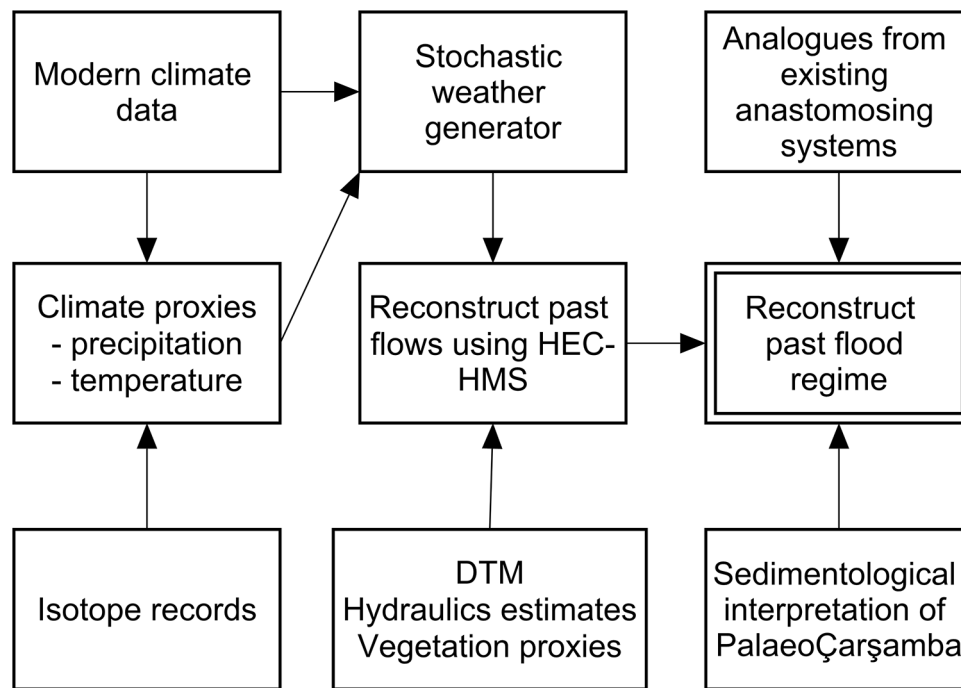 Modern climate
data
Stochastic
weather
generator
Analogues from
existing
anastomosing
systems
Climate proxies
- precipitation
- temperature
Reconstruct past
flows using HEC-
HMS
Reconstruct
past flood
regime
Isotope records
DTM
Hydraulics estimates
Vegetation proxies
Sedimentological
interpretation of
PalaeoÇarşamba